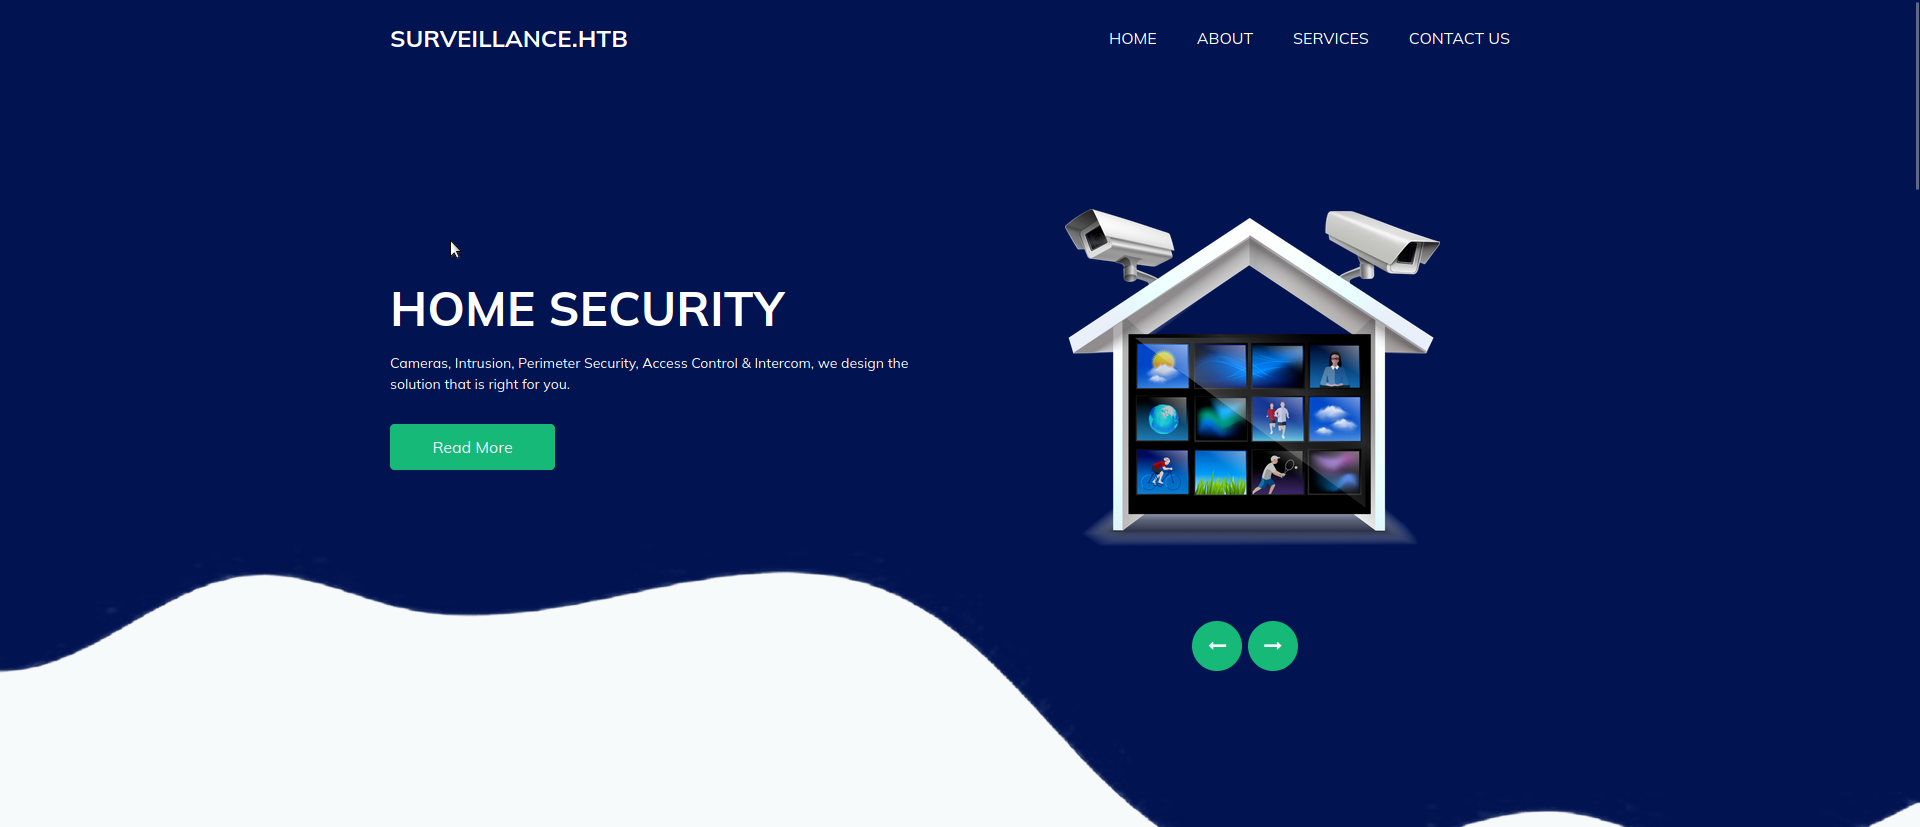 SURVEILLANCE.HTB
HOME
ABOUT
SERVICES
CONTACT US
HOME SECURITY
Cameras, Intrusion, Perimeter Security, Access Control & Intercom, we design the
solution that is right for you.
Read More